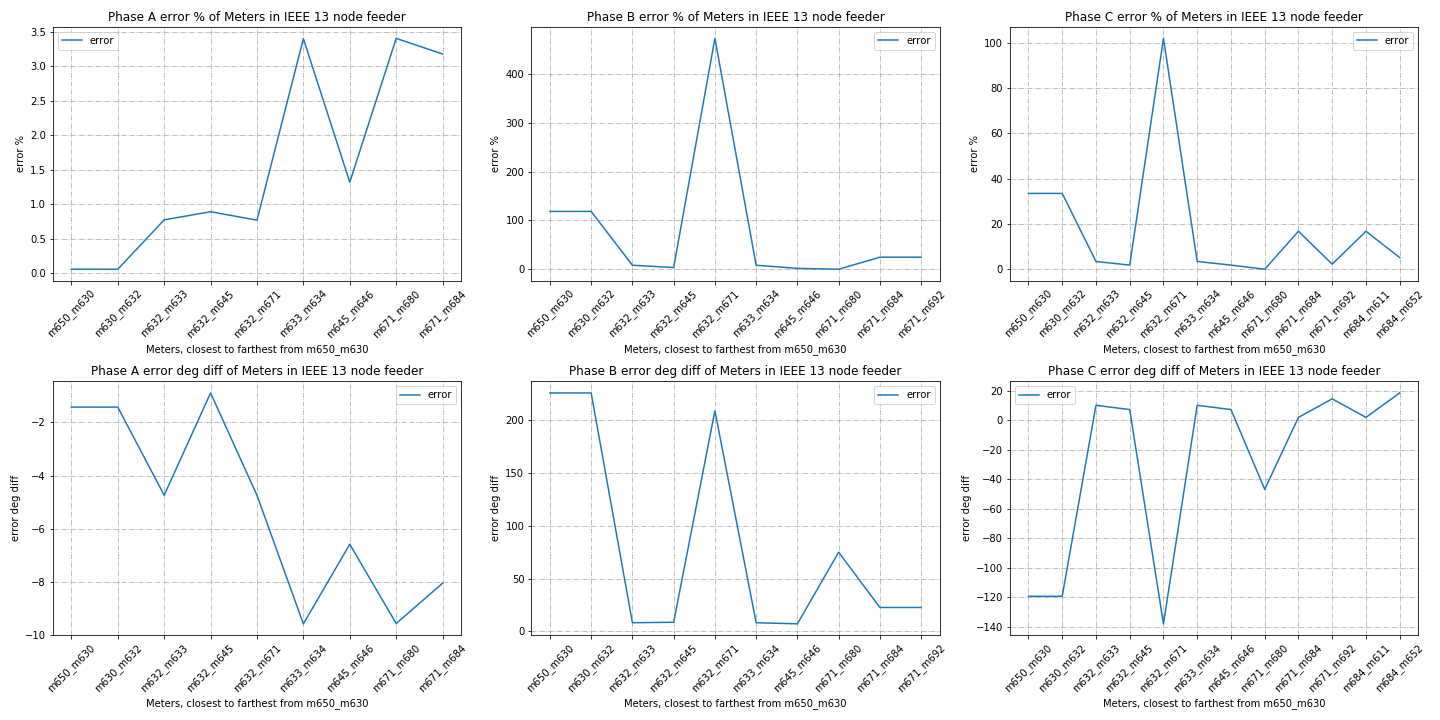 Phase A error % of Meters in IEEE 13 node feeder
error %
3.5
3.0
2.5
2.0
1.5
1.0
0.5
0.0
error
m650_m630
m630_m632
m632_m633
m632_m645
m632_m671
m633_m634
m645_m646
m671_m680
m671_m684
Meters, closest to farthest from m650_m630
Phase B error % of Meters in IEEE 13 node feeder
error %
400
300
200
100
0
error
m650_m630
m630_m632
m632_m633
m632_m645
m632_m671
m633_m634
m645_m646
m671_m680
m671_m684
m671_m692
Meters, closest to farthest from m650_m630
Phase C error % of Meters in IEEE 13 node feeder
error %
100
80
60
40
20
0
error
m650_m630
m630_m632
m632_m633
m632_m645
m632_m671
m633_m634
m645_m646
m671_m680
m671_m684
m671_m692
m684_m611
m684_m652
Meters, closest to farthest from m650_m630
Phase A error deg diff of Meters in IEEE 13 node feeder
error deg diff
−2
−4
−6
−8
−10
error
m650_m630
m630_m632
m632_m633
m632_m645
m632_m671
m633_m634
m645_m646
m671_m680
m671_m684
Meters, closest to farthest from m650_m630
Phase B error deg diff of Meters in IEEE 13 node feeder
error deg diff
200
150
100
50
0
error
m650_m630
m630_m632
m632_m633
m632_m645
m632_m671
m633_m634
m645_m646
m671_m680
m671_m684
m671_m692
Meters, closest to farthest from m650_m630
Phase C error deg diff of Meters in IEEE 13 node feeder
error deg diff
20
0
−20
−40
−60
−80
−100
−120
−140
error
m650_m630
m630_m632
m632_m633
m632_m645
m632_m671
m633_m634
m645_m646
m671_m680
m671_m684
m671_m692
m684_m611
m684_m652
Meters, closest to farthest from m650_m630